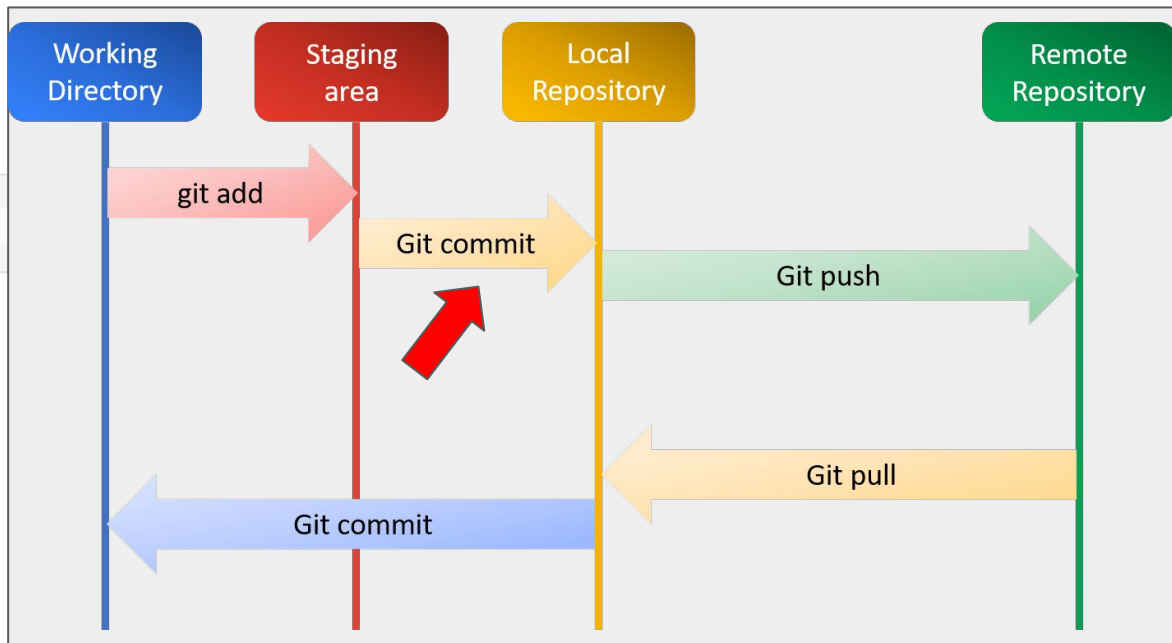 Working
Directory
Staging
area
Local
Repository
Remote
Repository
git add
Git commit
Git push
Git pull
Git commit